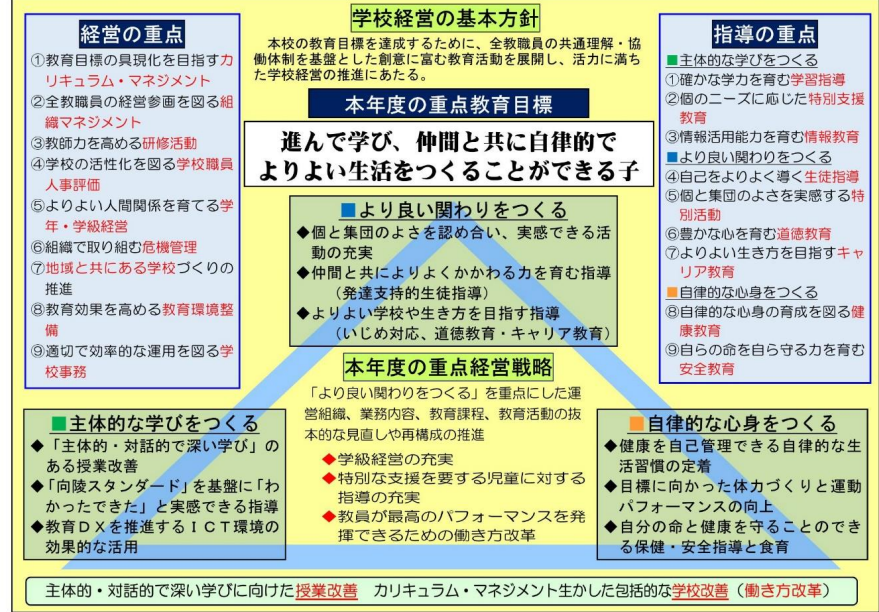 学校経営の基本方針
本校の教育目標を達成するために、全教職員の共通理解・協
働体制を基盤とした創意に富む教育活動を展開し、活力に満ち
た学校経営の推進にあたる。
経営の重点
①教育目標の具現化を目指すカ
リキュラム・マネジメント
②全教職員の経営参画を図る組
織マネジメント
③教師力を高める研修活動
④学校の活性化を図る学校職員
人事評価
⑤よりよい人間関係を育てる学
年・学級経営
⑥組織で取り組む危機管理
⑦地域と共にある学校づくりの
推進
⑧教育効果を高める教育環境整
備
⑨適切で効率的な運用を図る学
校事務
本年度の重点教育目標
進んで学び、仲間と共に自律的で
よりよい生活をつくることができる子
指導の重点
■主体的な学びをつくる
①確かな学力を育む学習指導
②個のニーズに応じた特別支援
教育
③情報活用能力を育む情報教育
■より良い関わりをつくる
④自己をよりよく導く生徒指導
⑤個と集団のよさを実感する特
別活動
⑥豊かな心を育む道徳教育
⑦よりよい生き方を目指すキャ
リア教育
■自律的な心身をつくる
⑧自律的な心身の育成を図る健
康教育
⑨自らの命を自ら守る力を育む
安全教育
■より良い関わりをつくる
◆個と集団のよさを認め合い、実感できる活
動の充実
◆仲間と共によりよくかかわる力を育む指導
（発達支持的生徒指導）
◆よりよい学校や生き方を目指す指導
（いじめ対応、道徳教育・キャリア教育）
本年度の重点経営戦略
「より良い関わりをつくる」を重点にした運
営組織、業務内容、教育課程、教育活動の抜
本的な見直しや再構成の推進
◆学級経営の充実
◆特別な支援を要する児童に対する
指導の充実
◆教員が最高のパフォーマンスを発
揮できるための働き方改革
■主体的な学びをつくる
◆「主体的・対話的で深い学び」の
ある授業改善
◆「向陵スタンダード」を基盤に「わ
かったできた」と実感できる指導
◆教育ＤＸを推進するＩＣＴ環境の
効果的な活用
■自律的な心身をつくる
◆健康を自己管理できる自律的な生
活習慣の定着
◆目標に向かった体力づくりと運動
パフォーマンスの向上
◆自分の命と健康を守ることのでき
る保健・安全指導と食育
主体的・対話的で深い学びに向けた授業改善　カリキュラム・マネジメント生かした包括的な学校改善（働き方改革）